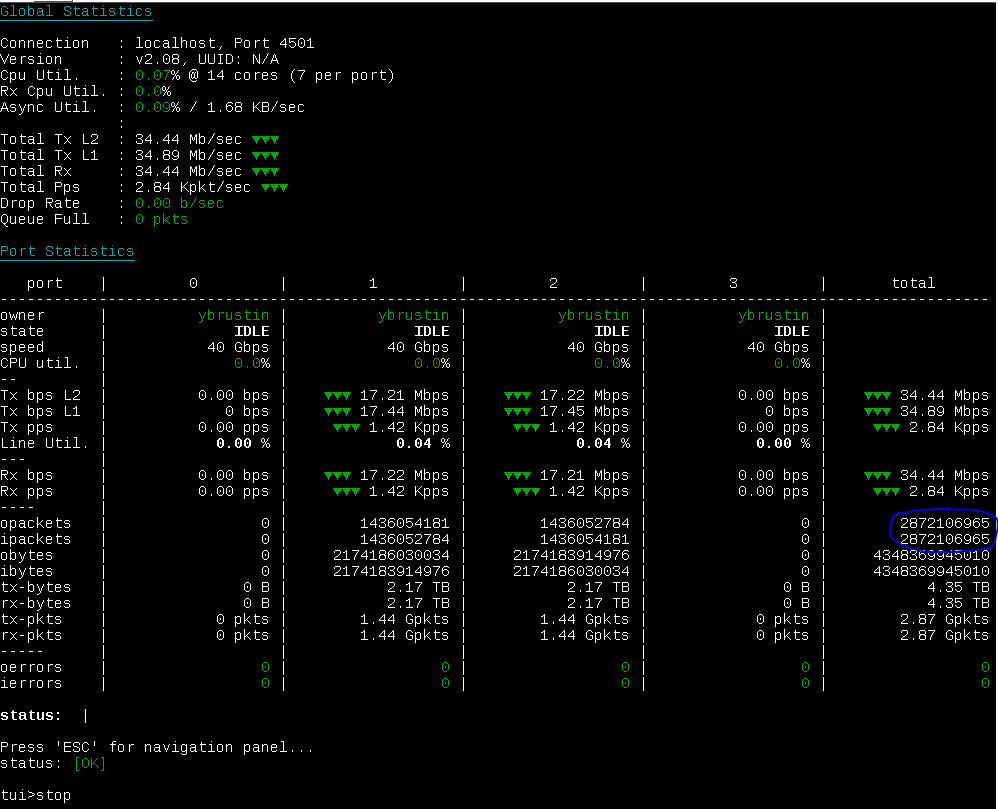 Global Statistics
Connection : localhost, Port 4501
Version : v2.08, UUID: N/A
Cpu Util. : 0.07% @ 14 cores (7 per port)
Rx Cpu Util. : 0.0%
Async Util. : 0.09% / 1.68 KB/sec
:
Total Tx L2 : 34.44 Mb/sec ▼▼▼
Total Tx L1 : 34.89 Mb/sec ▼▼▼
Total Rx : 34.44 Mb/sec ▼▼▼
Total Pps : 2.84 Kpkt/sec ▼▼▼
Drop Rate : 0.00 b/sec
Queue Full : 0 pkts
Port Statistics
port | 0 | 1 | 2 | 3 | total
owner | ybrustin | ybrustin | ybrustin | ybrustin |
state | IDLE | IDLE | IDLE | IDLE |
speed | 40 Gbps | 40 Gbps | 40 Gbps | 40 Gbps |
CPU util. | 0.0% | 0.0% | 0.0% | 0.0% |
-- | | | | |
Tx bps L2 | 0.00 bps | ▼▼▼ 17.21 Mbps | ▼▼▼ 17.22 Mbps | 0.00 bps | ▼▼▼ 34.44 Mbps
Tx bps L1 | 0 bps | ▼▼▼ 17.44 Mbps | ▼▼▼ 17.45 Mbps | 0 bps | ▼▼▼ 34.89 Mbps
Tx pps | 0.00 pps | ▼▼▼ 1.42 Kpps | ▼▼▼ 1.42 Kpps | 0.00 pps | ▼▼▼ 2.84 Kpps
Line Util. | 0.00 % | 0.04 % | 0.04 % | 0.00 % |
--- | | | | |
Rx bps | 0.00 bps | ▼▼▼ 17.22 Mbps | ▼▼▼ 17.21 Mbps | 0.00 bps | ▼▼▼ 34.44 Mbps
Rx pps | 0.00 pps | ▼▼▼ 1.42 Kpps | ▼▼▼ 1.42 Kpps | 0.00 pps | ▼▼▼ 2.84 Kpps
---- | | | | |
opackets | 0 | 1436054181 | 1436052784 | 0 | 2872106965
ipackets | 0 | 1436052784 | 1436054181 | 0 | 2872106965
obytes | 0 | 2174186030034 | 2174183914976 | 0 | 4348369945010
ibytes | 0 | 2174183914976 | 2174186030034 | 0 | 4348369945010
tx-bytes | 0 B | 2.17 TB | 2.17 TB | 0 B | 4.35 TB
rx-bytes | 0 B | 2.17 TB | 2.17 TB | 0 B | 4.35 TB
tx-pkts | 0 pkts | 1.44 Gpkts | 1.44 Gpkts | 0 pkts | 2.87 Gpkts
rx-pkts | 0 pkts | 1.44 Gpkts | 1.44 Gpkts | 0 pkts | 2.87 Gpkts
----- | | | | |
oerrors | 0 | 0 | 0 | 0 | 0
ierrors | 0 | 0 | 0 | 0 | 0
status: |
Press 'ESC' for navigation panel...
status: [OK]
tui>stop